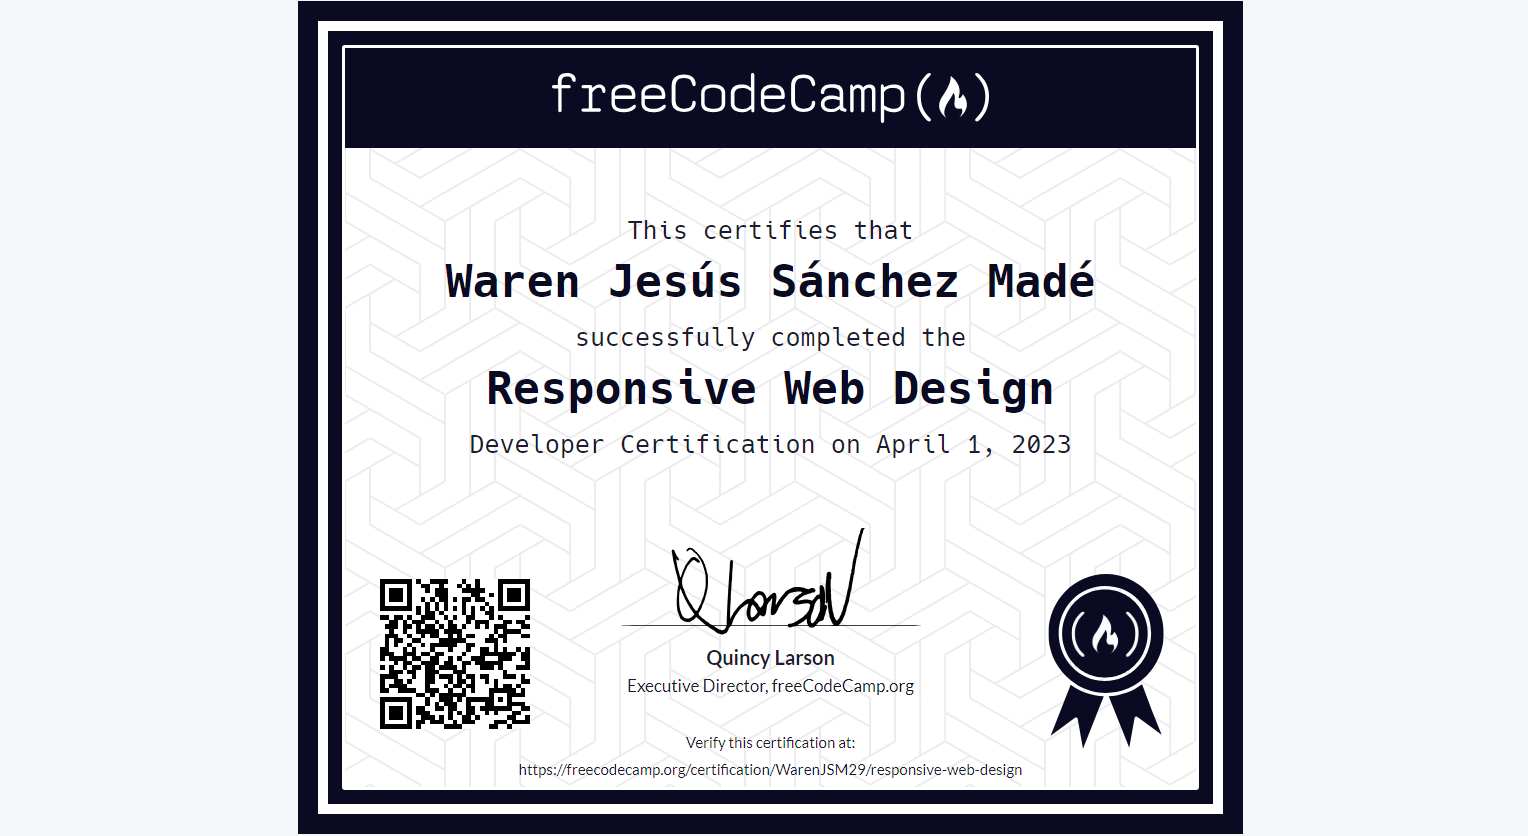 freeCodeCamp(🔥)
This certifies that
Waren Jesús Sánchez Madé
successfully completed the
Responsive Web Design
Developer Certification on April 1, 2023
Q Larson
Quincy Larson
Executive Director, freeCodeCamp.org
Verify this certification at:
https://freecodecamp.org/certification/WarenJSM29/responsive-web-design